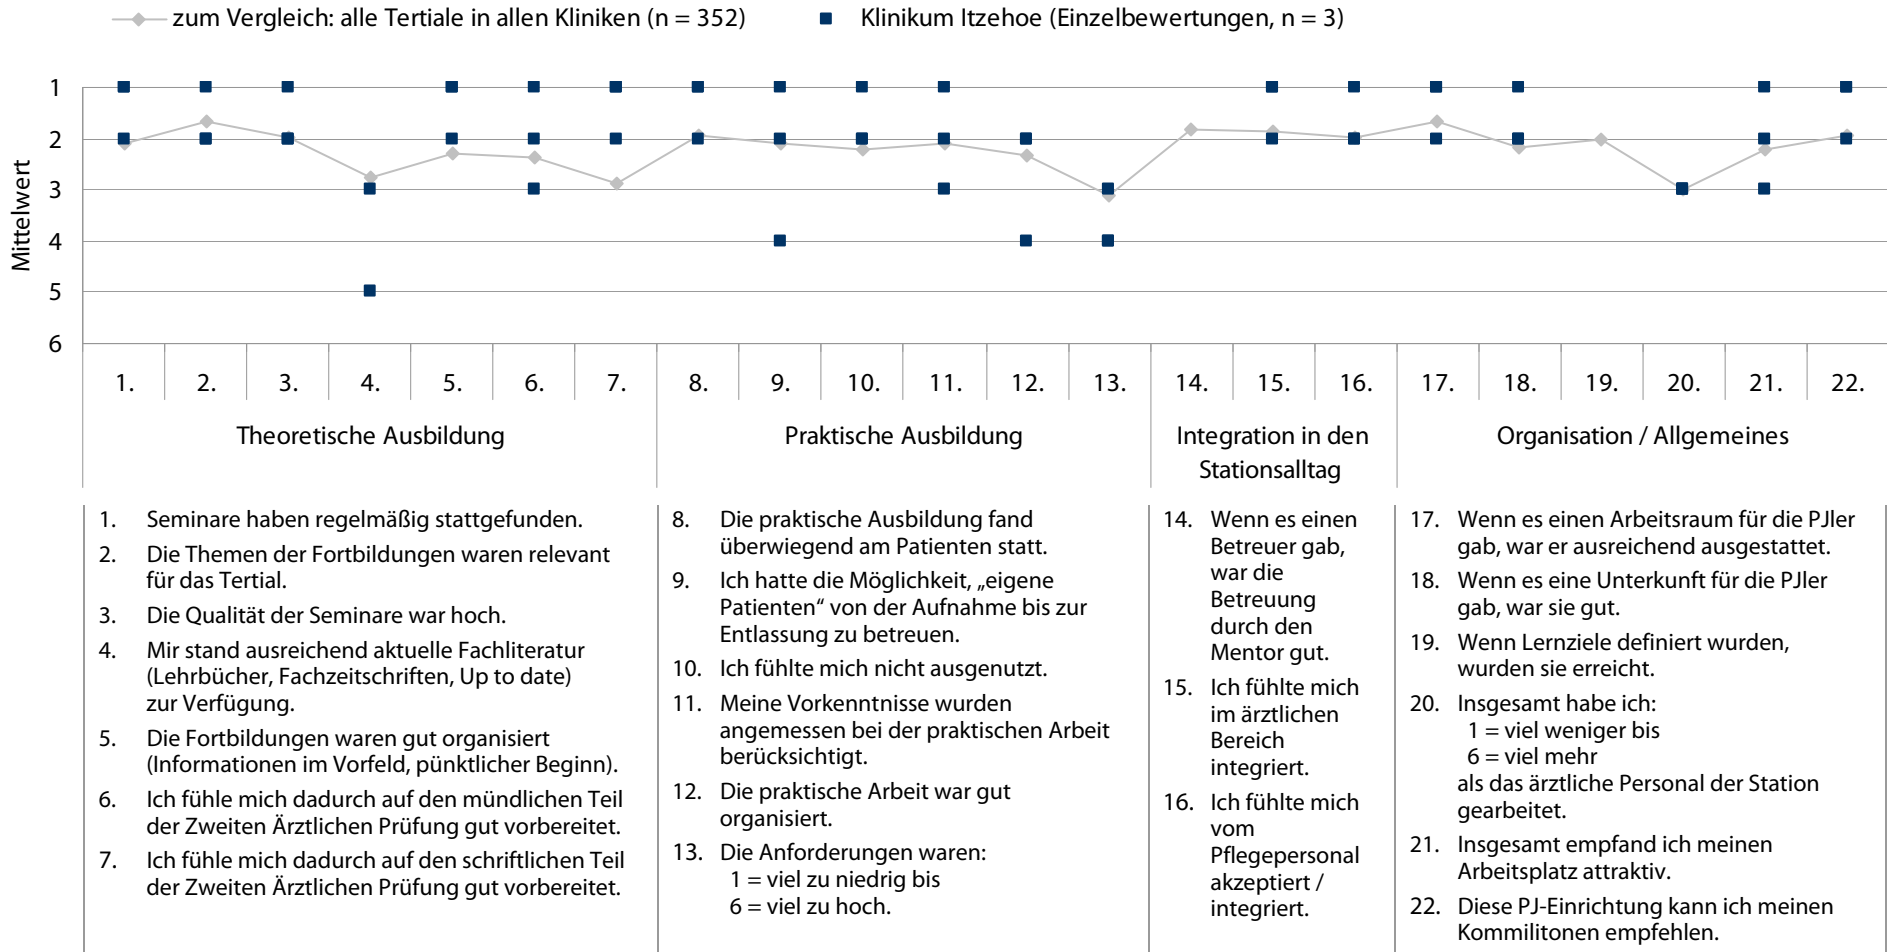 zum Vergleich: alle Tertiale in allen Kliniken (n = 352)
Klinikum Itzehoe (Einzelbewertungen, n = 3)
Mittelwert
1
2
3
4
5
6
1. 2. 3. 4. 5. 6. 7. 8. 9. 10. 11. 12. 13. 14. 15. 16. 17. 18. 19. 20. 21. 22.
Theoretische Ausbildung
Praktische Ausbildung
Integration in den
Stationsalltag
Organisation / Allgemeines
1. Seminare haben regelmäßig stattgefunden.
2. Die Themen der Fortbildungen waren relevant
für das Tertial.
3. Die Qualität der Seminare war hoch.
4. Mir stand ausreichend aktuelle Fachliteratur
(Lehrbücher, Fachzeitschriften, Up to date)
zur Verfügung.
5. Die Fortbildungen waren gut organisiert
(Informationen im Vorfeld, pünktlicher Beginn).
6. Ich fühle mich dadurch auf den mündlichen Teil
der Zweiten Ärztlichen Prüfung gut vorbereitet.
7. Ich fühle mich dadurch auf den schriftlichen Teil
der Zweiten Ärztlichen Prüfung gut vorbereitet.
8. Die praktische Ausbildung fand
überwiegend am Patienten statt.
9. Ich hatte die Möglichkeit, „eigene
Patienten“ von der Aufnahme bis zur
Entlassung zu betreuen.
10. Ich fühlte mich nicht ausgenutzt.
11. Meine Vorkenntnisse wurden
angemessen bei der praktischen Arbeit
berücksichtigt.
12. Die praktische Arbeit war gut
organisiert.
13. Die Anforderungen waren:
1 = viel zu niedrig bis
6 = viel zu hoch.
14. Wenn es einen
Betreuer gab,
war die
Betreuung
durch den
Mentor gut.
15. Ich fühlte mich
im ärztlichen
Bereich
integriert.
16. Ich fühlte mich
vom
Pflegepersonal
akzeptiert /
integriert.
17. Wenn es einen Arbeitsraum für die PJler
gab, war er ausreichend ausgestattet.
18. Wenn es eine Unterkunft für die PJler
gab, war sie gut.
19. Wenn Lernziele definiert wurden,
wurden sie erreicht.
20. Insgesamt habe ich:
1 = viel weniger bis
6 = viel mehr
als das ärztliche Personal der Station
gearbeitet.
21. Insgesamt empfand ich meinen
Arbeitsplatz attraktiv.
22. Diese PJ-Einrichtung kann ich meinen
Kommilitonen empfehlen.